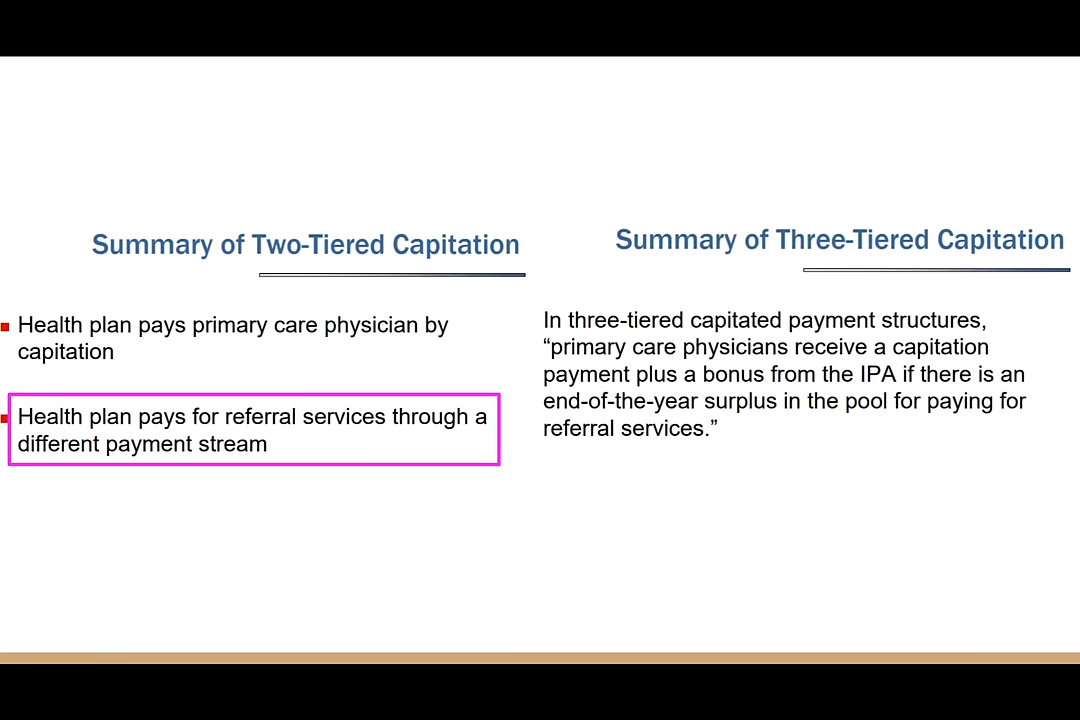 Summary of Two-Tiered Capitation
Health plan pays primary care physician by
capitation
Health plan pays for referral services through a
different payment stream
Summary of Three-Tiered Capitation
In three-tiered capitated payment structures,
“primary care physicians receive a capitation
payment plus a bonus from the IPA if there is an
end-of-the-year surplus in the pool for paying for
referral services.”